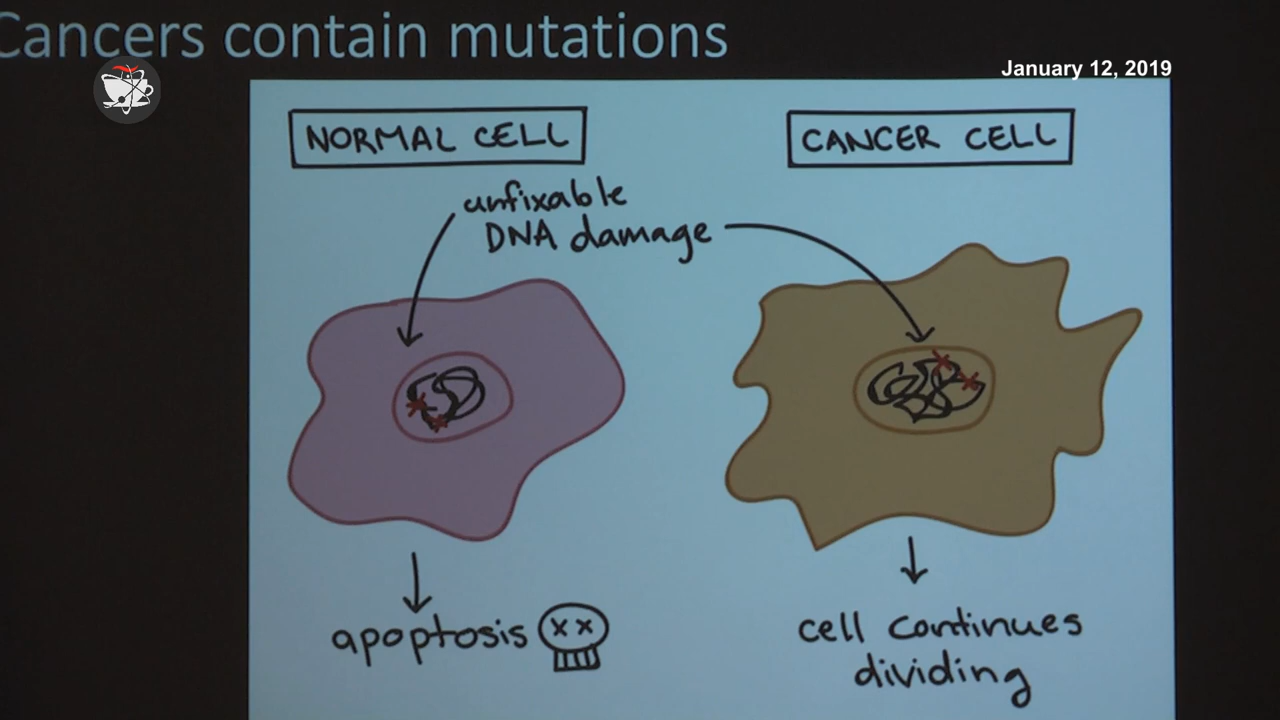 Cancers contain mutations
January 12, 2019
NORMAL CELL
CANCER CELL
unfixable
DNA damage
apoptosis
cell continues
dividing